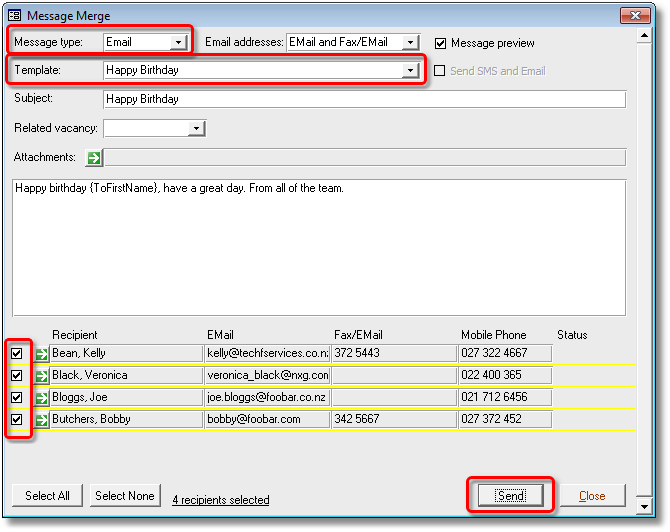 Message Merge
Message type: Email Email addresses: EMail and Fax/EMail Message preview
Template: Happy Birthday Send SMS and Email
Subject: Happy Birthday
Related vacancy:
Attachments:
Happy birthday {ToFirstName}, have a great day. From all of the team.
Recipient EMail Fax/EMail Mobile Phone Status
Bean, Kelly kelly@techfservices.co.nz 372 5443 027 322 4667
Black, Veronica veronica_black@nxg.com 022 400 365
Bloggs, Joe joe.bloggs@foobar.co.nz 021 712 6456
Butchers, Bobby bobby@foobar.com 342 5667 027 372 452
Select All Select None 4 recipients selected Send Close